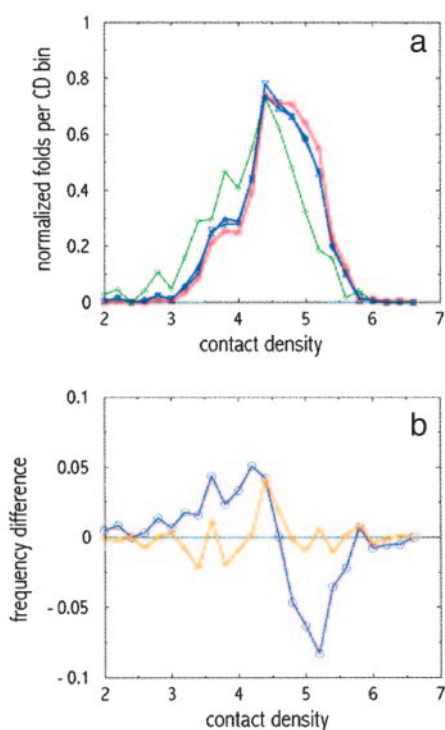 a
normalized folds per CD bin
1
0.8
0.6
0.4
0.2
0
2 3 4 5 6 7
contact density
b
frequency difference
0.1
0.05
0
- 0.05
- 0.1
2 3 4 5 6 7
contact density